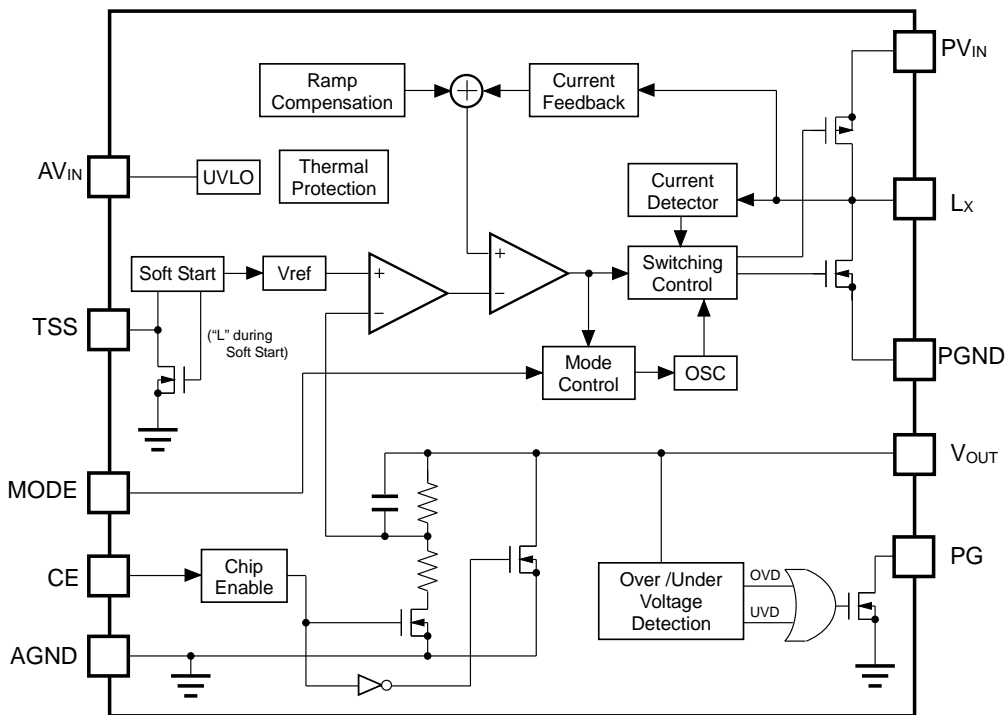 PVIN
Ramp
Compensation
Current
Feedback
AVIN
UVLO
Thermal
Protection
Current
Detector
LX
Soft Start
Vref
+
−
+
−
Switching
Control
TSS
("L" during
Soft Start)
Mode
Control
OSC
PGND
VOUT
MODE
CE
Chip
Enable
Over /Under
Voltage
Detection
OVD
UVD
PG
AGND